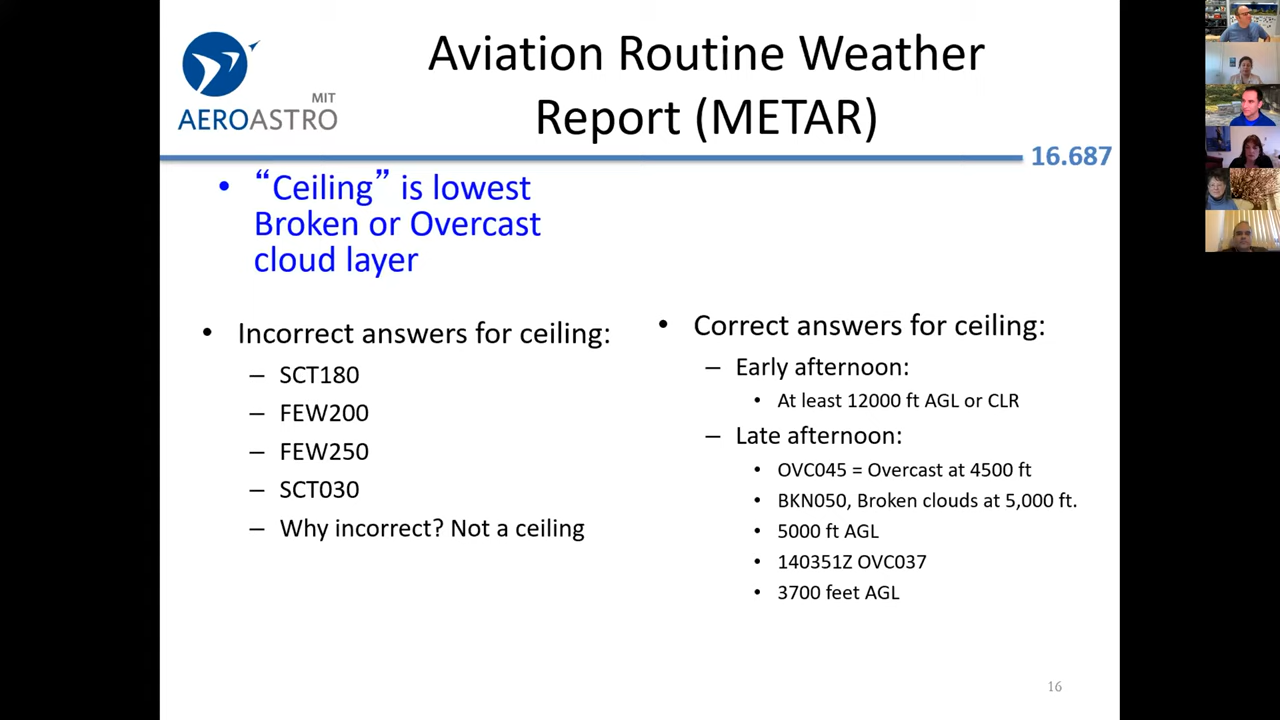 MIT
AEROASTRO
Aviation Routine Weather
Report (METAR)
16.687
• “Ceiling” is lowest
Broken or Overcast
cloud layer
• Incorrect answers for ceiling:
– SCT180
– FEW200
– FEW250
– SCT030
– Why incorrect? Not a ceiling
• Correct answers for ceiling:
– Early afternoon:
• At least 12000 ft AGL or CLR
– Late afternoon:
• OVC045 = Overcast at 4500 ft
• BKN050, Broken clouds at 5,000 ft.
• 5000 ft AGL
• 140351Z OVC037
• 3700 feet AGL
16